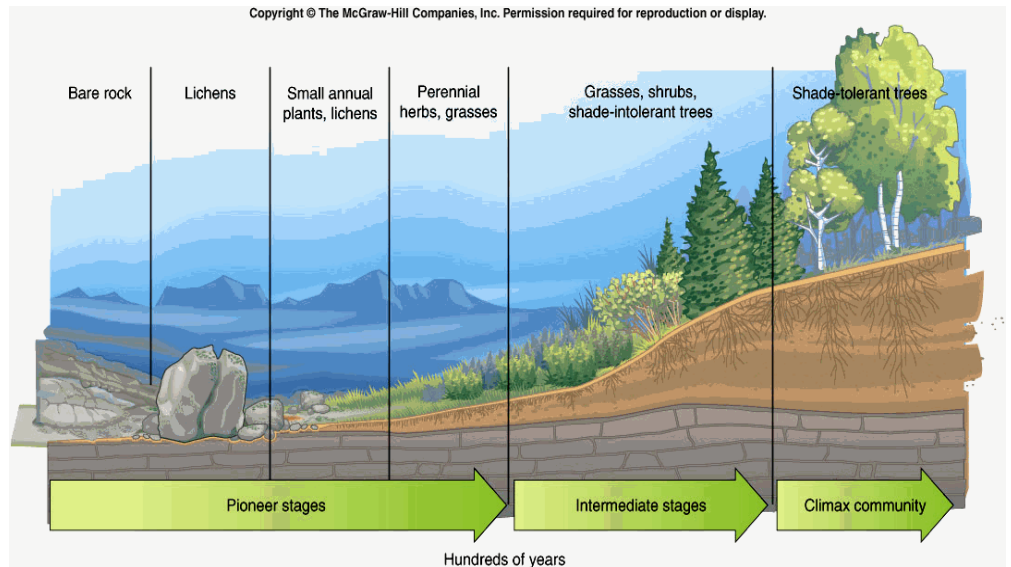 Copyright © The McGraw-Hill Companies, Inc. Permission required for reproduction or display.
Bare rock
Lichens
Small annual
plants, lichens
Perennial
herbs, grasses
Grasses, shrubs,
shade-intolerant trees
Shade-tolerant trees
Pioneer stages
Intermediate stages
Climax community
Hundreds of years